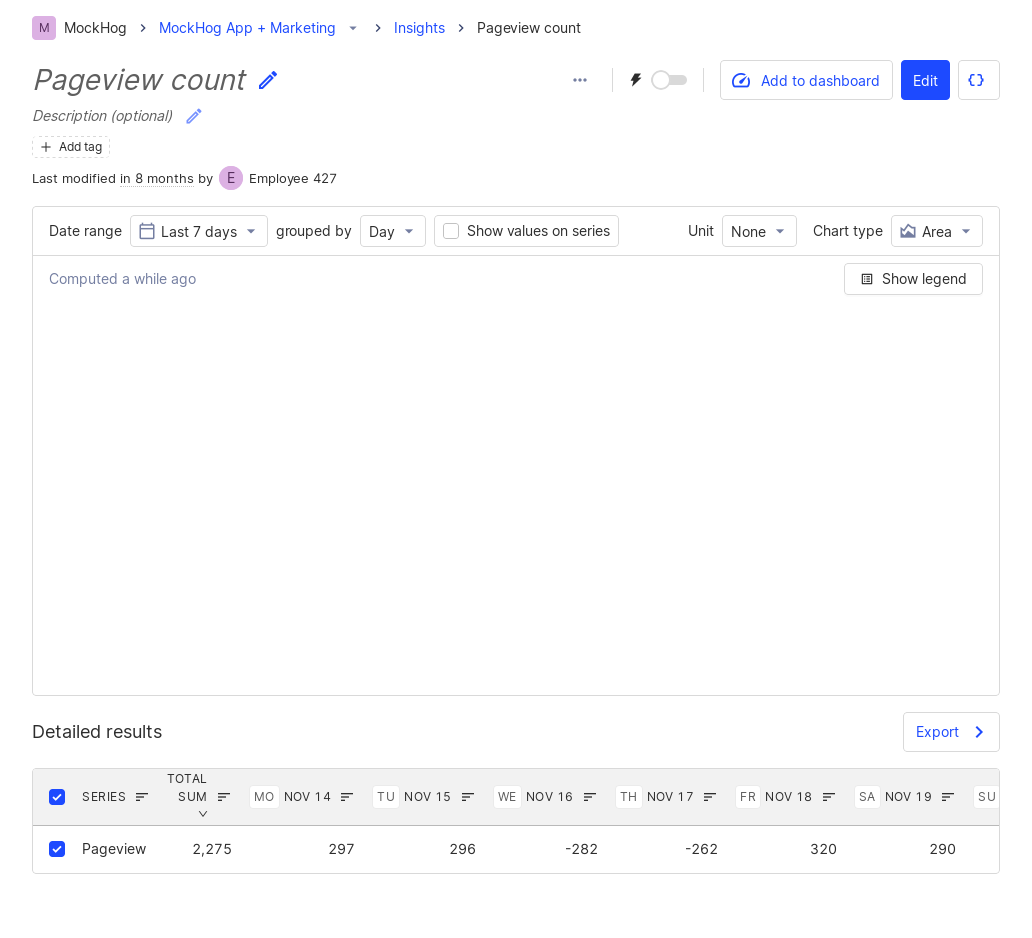 M MockHog MockHog App + Marketing Insights Pageview count
Pageview count
Add to dashboard Edit
Description (optional)
Add tag
Last modified in 8 months by E Employee 427
Date range Last 7 days grouped by Day Show values on series Unit None Chart type Area
Computed a while ago Show legend
Detailed results Export
SERIES TOTAL SUM MO NOV 14 TU NOV 15 WE NOV 16 TH NOV 17 FR NOV 18 SA NOV 19 SU
Pageview 2,275 297 296 -282 -262 320 290